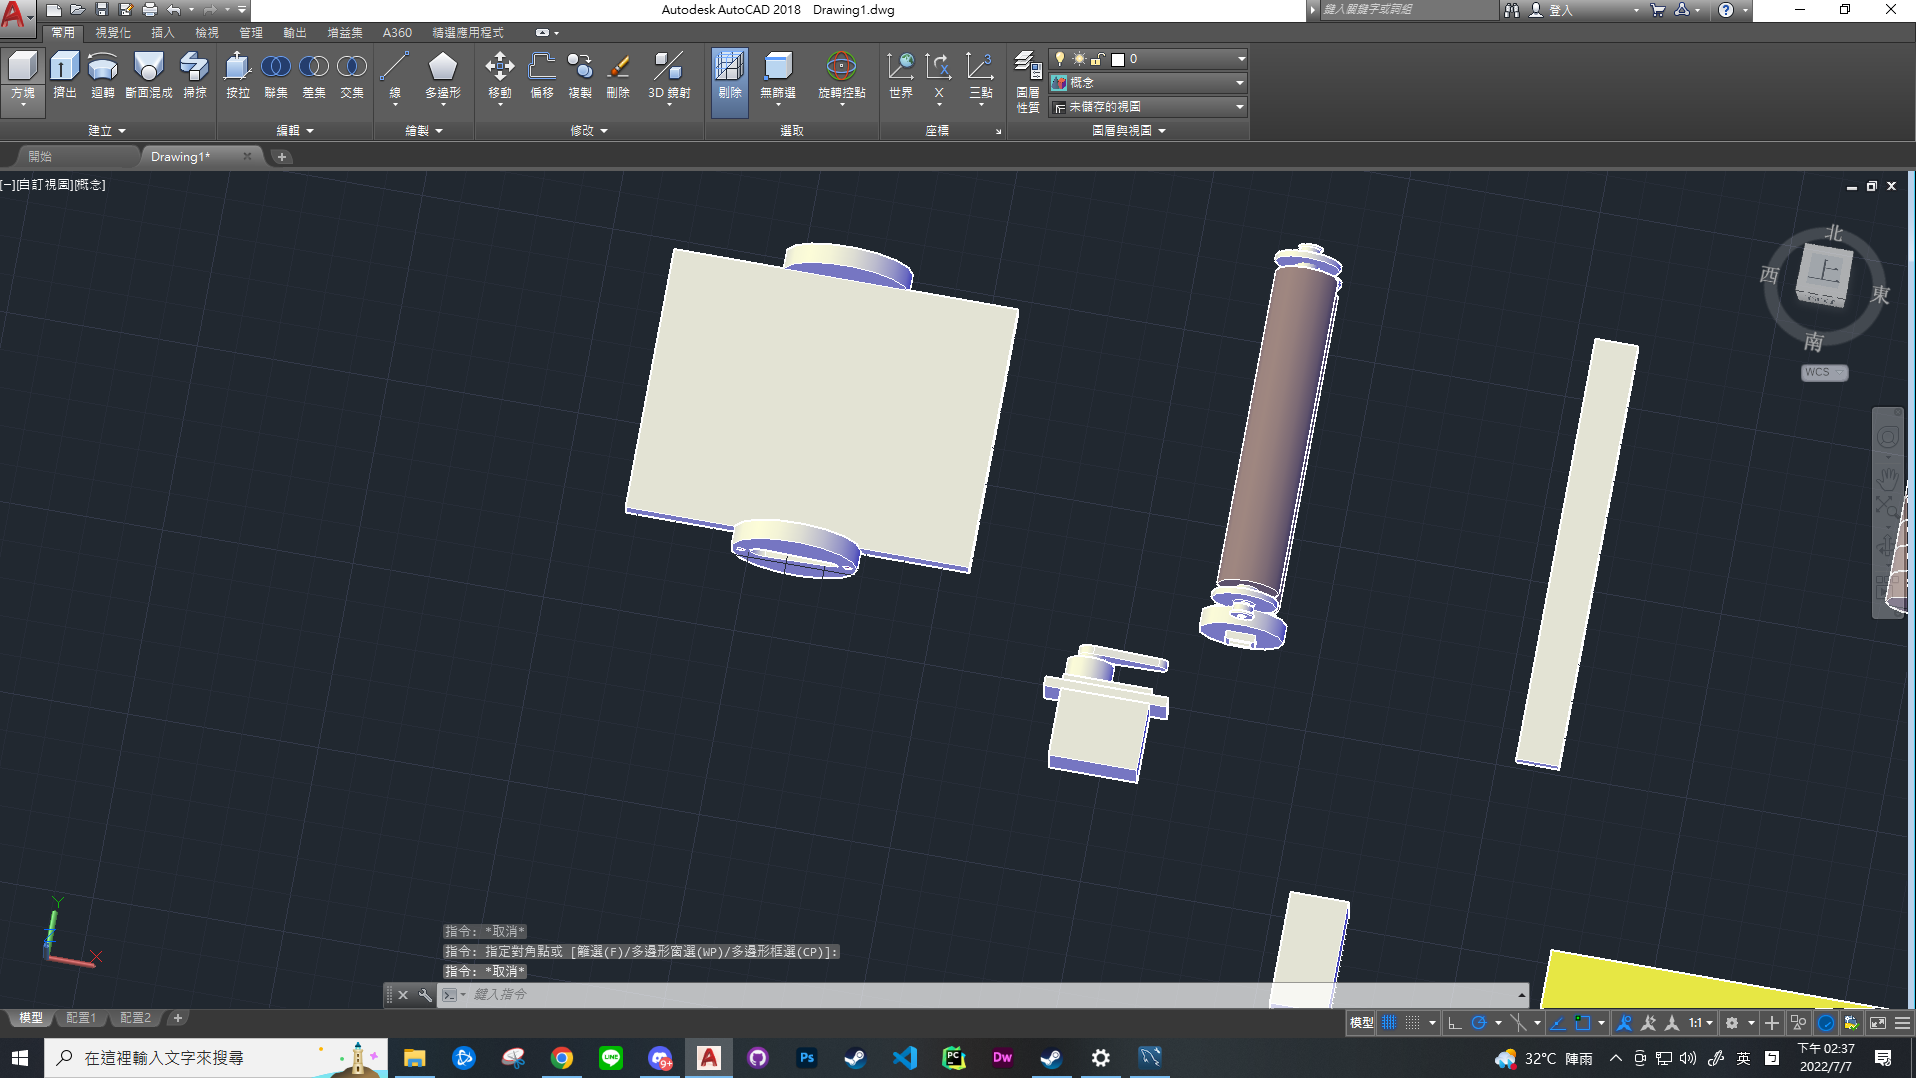 Autodesk AutoCAD 2018 Drawing1.dwg
鍵入關鍵字或詞組
登入
常用 視覺化 插入 檢視 管理 輸出 增益集 A360 精選應用程式
方塊 擠出 迴轉 斷面混成 掃掠 按拉 聯集 差集 交集 線 多邊形 移動 偏移 複製 刪除 3D 鏡射 剔除 無篩選 旋轉控點 世界 X 三點 圖層性質
0
概念
未儲存的視圖
建立 編輯 繪製 修改 選取 座標 圖層與視圖
開始 Drawing1*
[−][自訂視圖][概念]
北
西
上
東
南
WCS
Y
X
指令: *取消*
指令: 指定對角點或 [籬選(F)/多邊形窗選(WP)/多邊形框選(CP)]:
指令: *取消*
鍵入指令
模型 配置1 配置2
模型 1:1
在這裡輸入文字來搜尋
LINE
9+
Ps
PC
Dw
32°C 陣雨
英
下午 02:37
2022/7/7